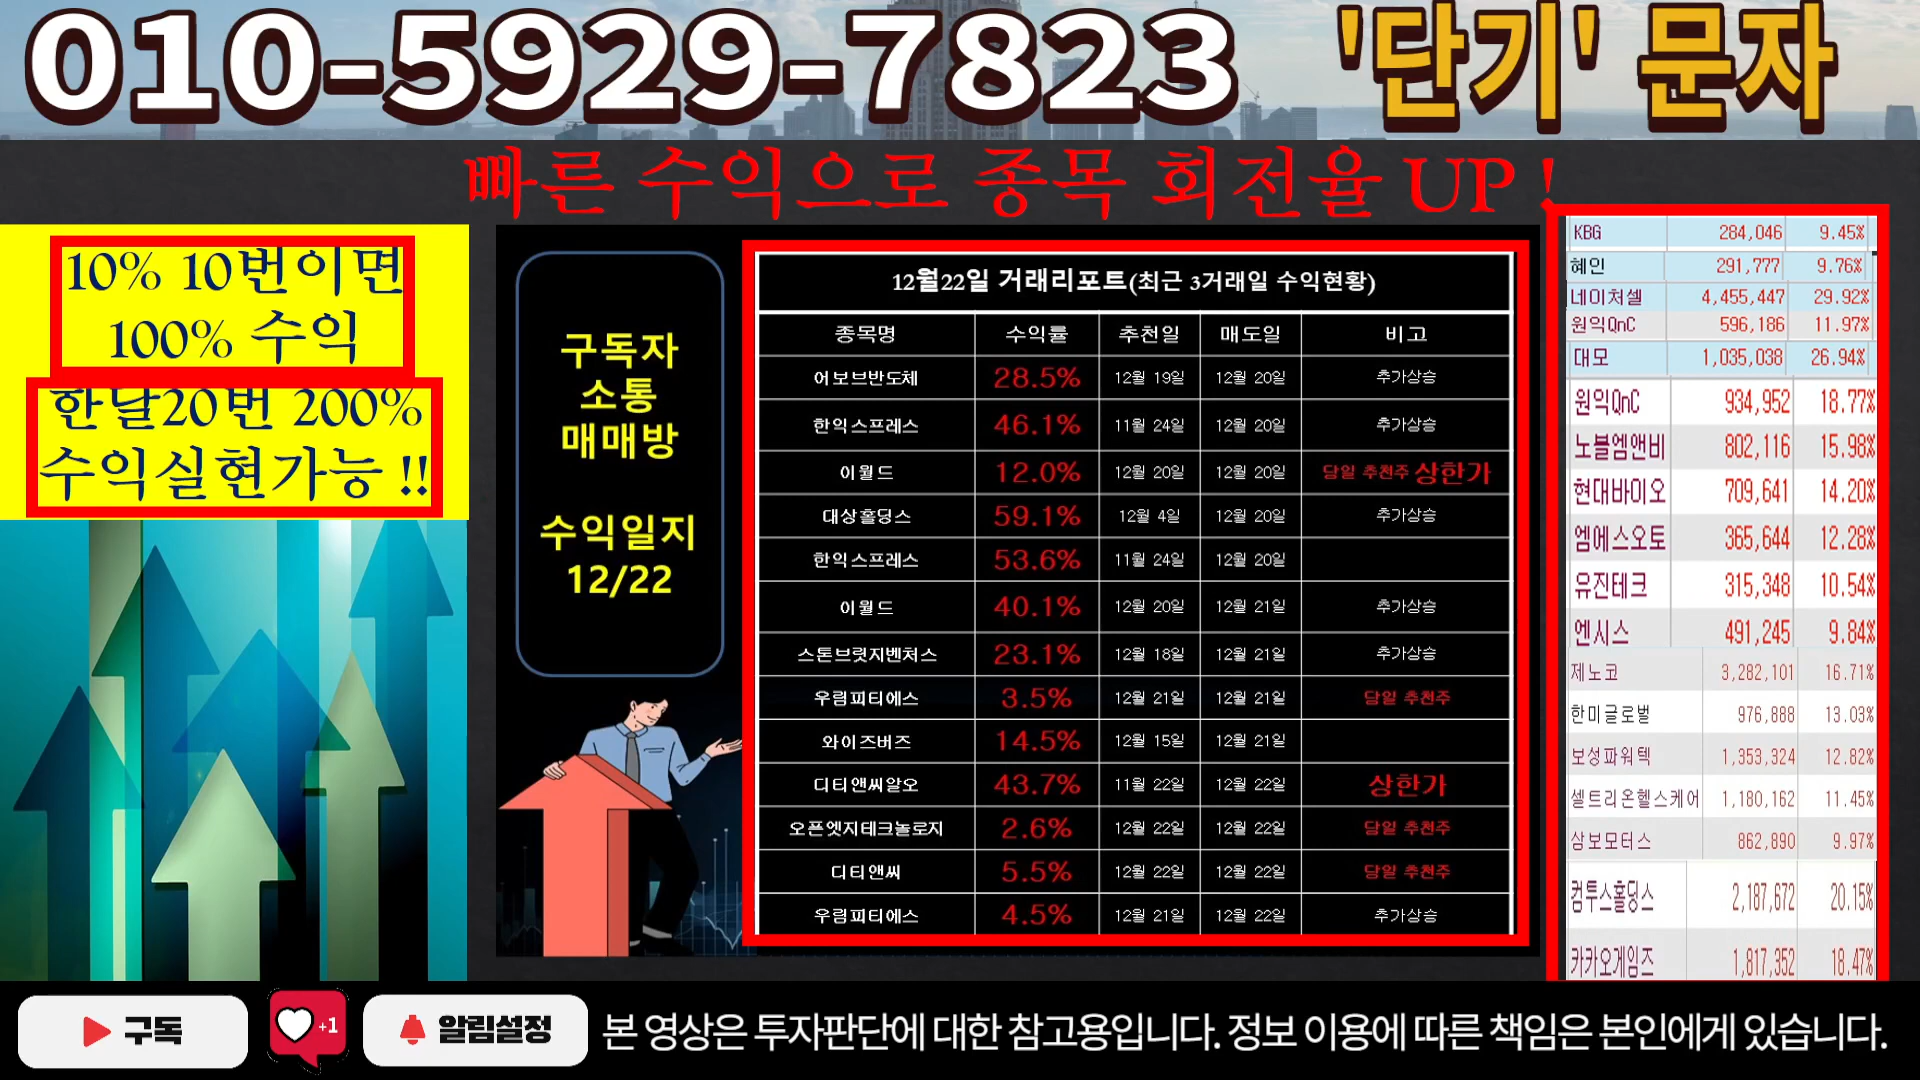 010-5929-7823 '단기' 문자
빠른 수익으로 종목 회전율 UP !
10% 10번이면
100% 수익
한달20번 200%
수익실현가능 !!
구독자
소통
매매방
수익일지
12/22
12월22일 거래리포트(최근 3거래일 수익현황)
종목명 수익률 추천일 매도일 비고
어보브반도체 28.5% 12월 19일 12월 20일 추가상승
한익스프레스 46.1% 11월 24일 12월 20일 추가상승
이월드 12.0% 12월 20일 12월 20일 당일 추천주 상한가
대상홀딩스 59.1% 12월 4일 12월 20일 추가상승
한익스프레스 53.6% 11월 24일 12월 20일
이월드 40.1% 12월 20일 12월 21일 추가상승
스톤브릿지벤처스 23.1% 12월 18일 12월 21일 추가상승
우림피티에스 3.5% 12월 21일 12월 21일 당일 추천주
와이즈버즈 14.5% 12월 15일 12월 21일
디티앤씨알오 43.7% 11월 22일 12월 22일 상한가
오픈엣지테크놀로지 2.6% 12월 22일 12월 22일 당일 추천주
디티앤씨 5.5% 12월 22일 12월 22일 당일 추천주
우림피티에스 4.5% 12월 21일 12월 22일 추가상승
KBG 284,046 9.45%
혜인 291,777 9.76%
네이처셀 4,455,447 29.92%
원익QnC 596,186 11.97%
대모 1,035,038 26.94%
원익QnC 934,952 18.77%
노블엠앤비 802,116 15.98%
현대바이오 709,641 14.20%
엠에스오토 365,644 12.28%
유진테크 315,348 10.54%
엔시스 491,245 9.84%
제노코 3,282,101 16.71%
한미글로벌 976,888 13.03%
보성파워텍 1,353,324 12.82%
셀트리온헬스케어 1,180,162 11.45%
삼보모터스 862,890 9.97%
컴투스홀딩스 2,187,672 20.15%
카카오게임즈 1,817,352 18.47%
구독 +1 알림설정 본 영상은 투자판단에 대한 참고용입니다. 정보 이용에 따른 책임은 본인에게 있습니다.